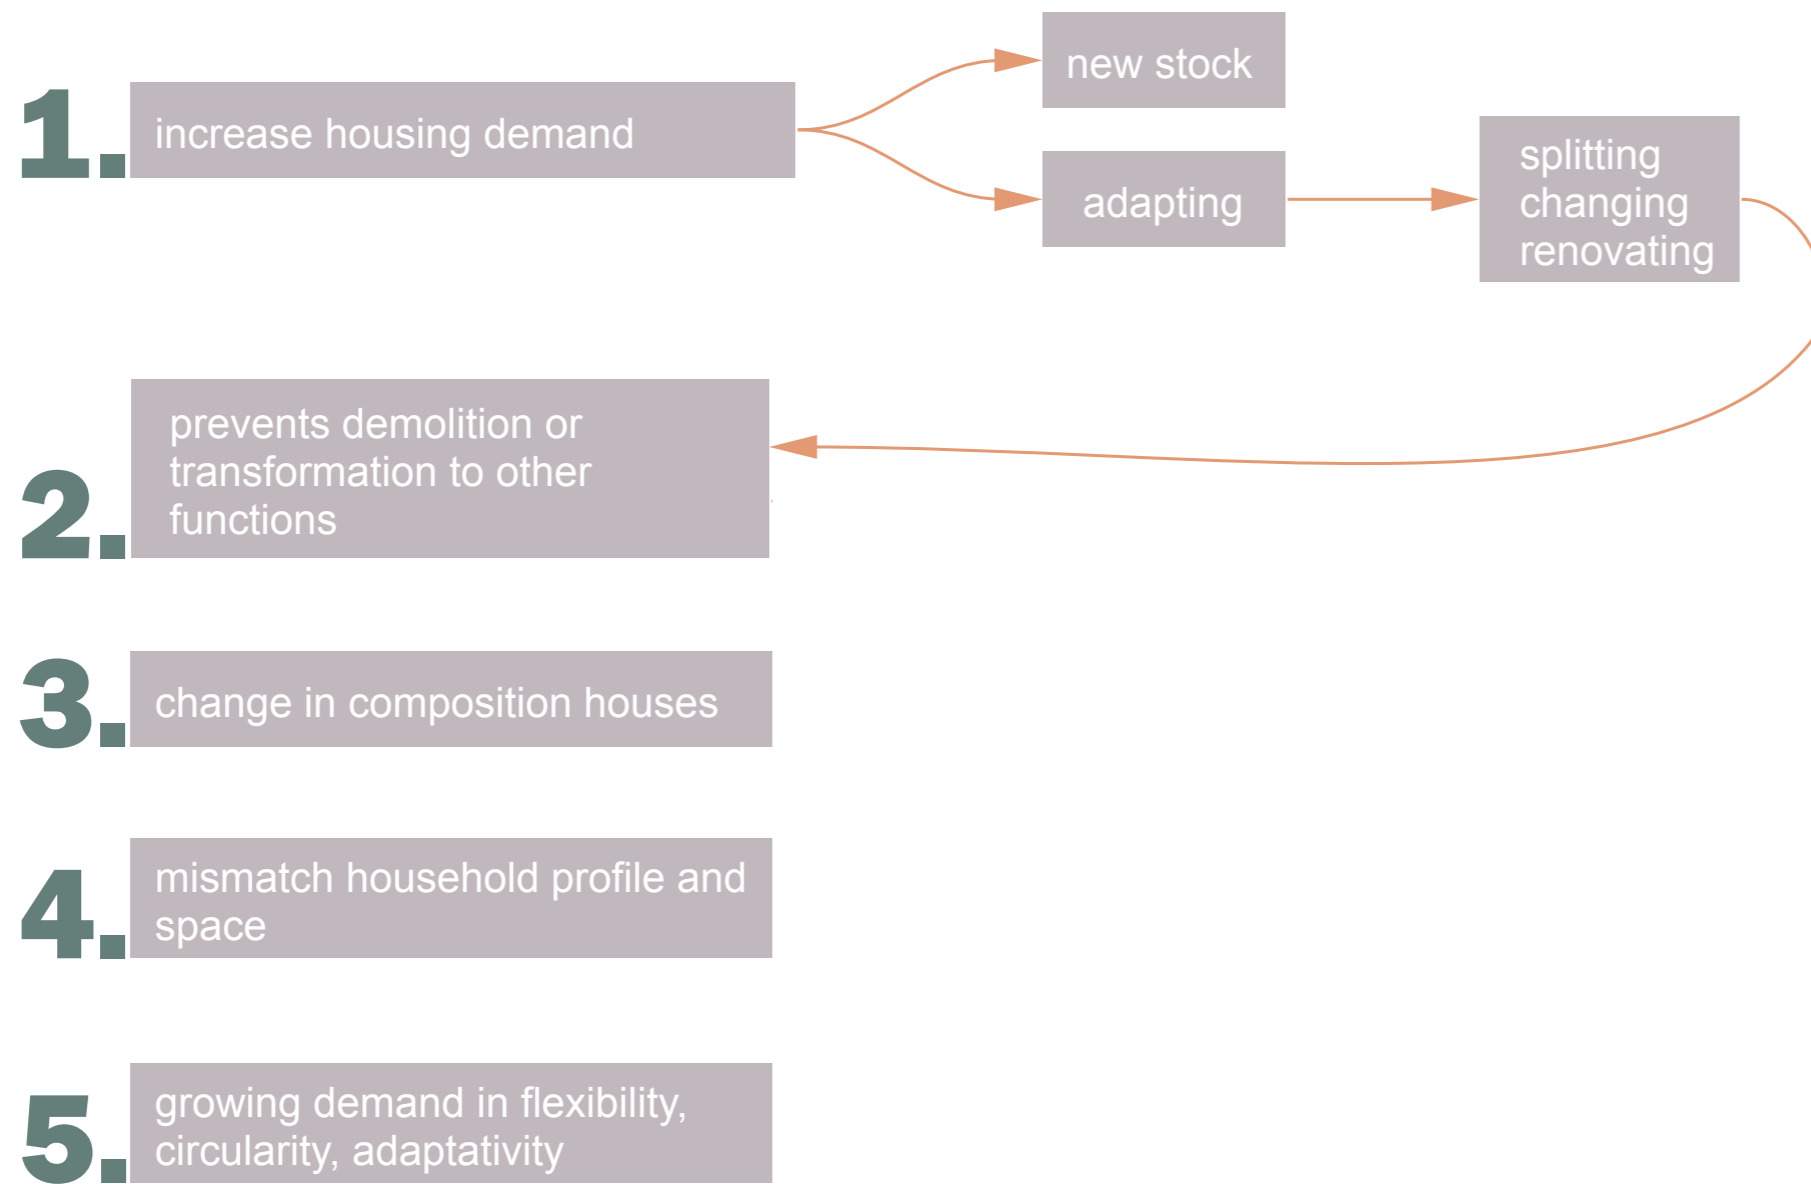 1.
increase housing demand
new stock
adapting
splitting
changing
renovating
2.
prevents demolition or
transformation to other
functions
3.
change in composition houses
4.
mismatch household profile and
space
5.
growing demand in flexibility,
circularity, adaptativity